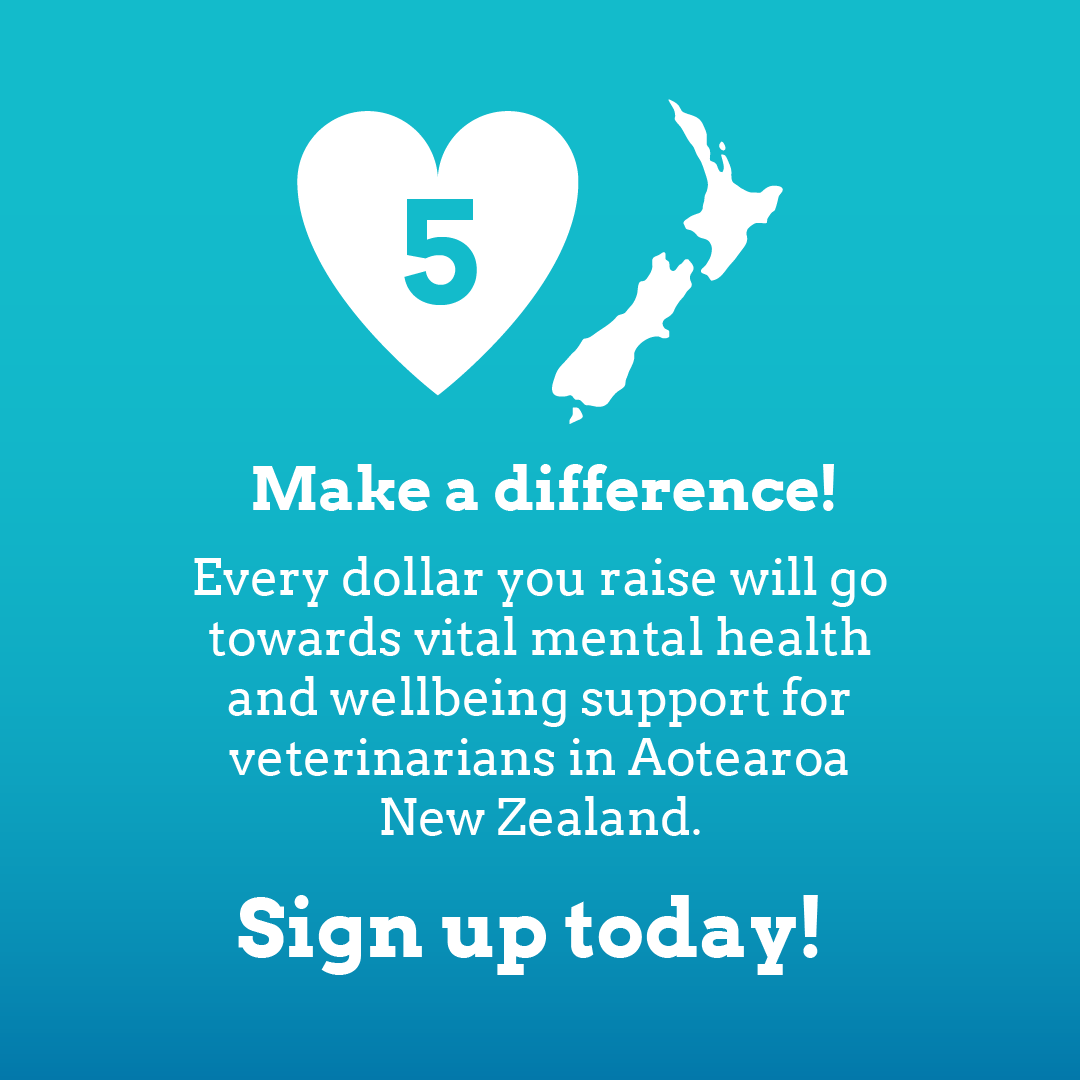 5
Make a difference!
Every dollar you raise will go
towards vital mental health
and wellbeing support for
veterinarians in Aotearoa
New Zealand.
Sign up today!